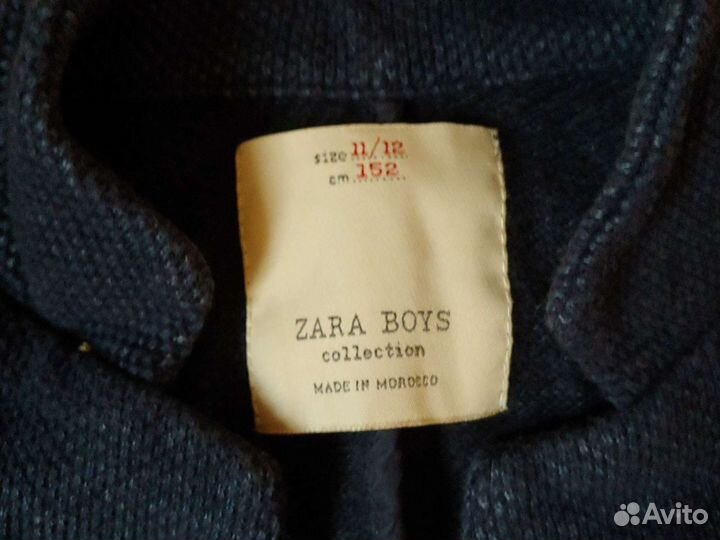 size 11/12
cm 152
ZARA BOYS
collection
MADE IN MOROCCO
Avito